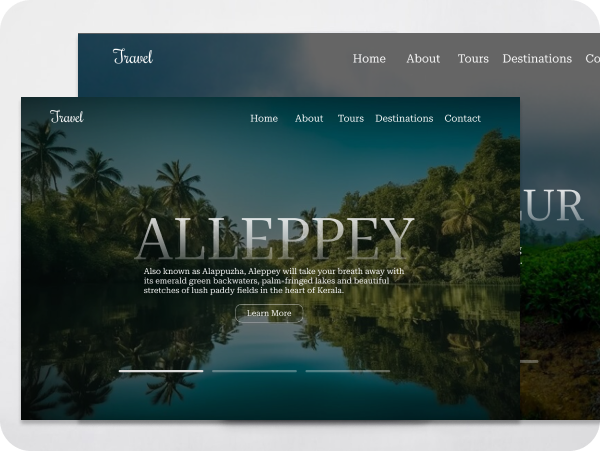 Travel
Home About Tours Destinations
Travel
Home About Tours Destinations Contact
ALLEPPEY
Also known as Alappuzha, Aleppey will take your breath away with
its emerald green backwaters, palm-fringed lakes and beautiful
stretches of lush paddy fields in the heart of Kerala.
Learn More
UR